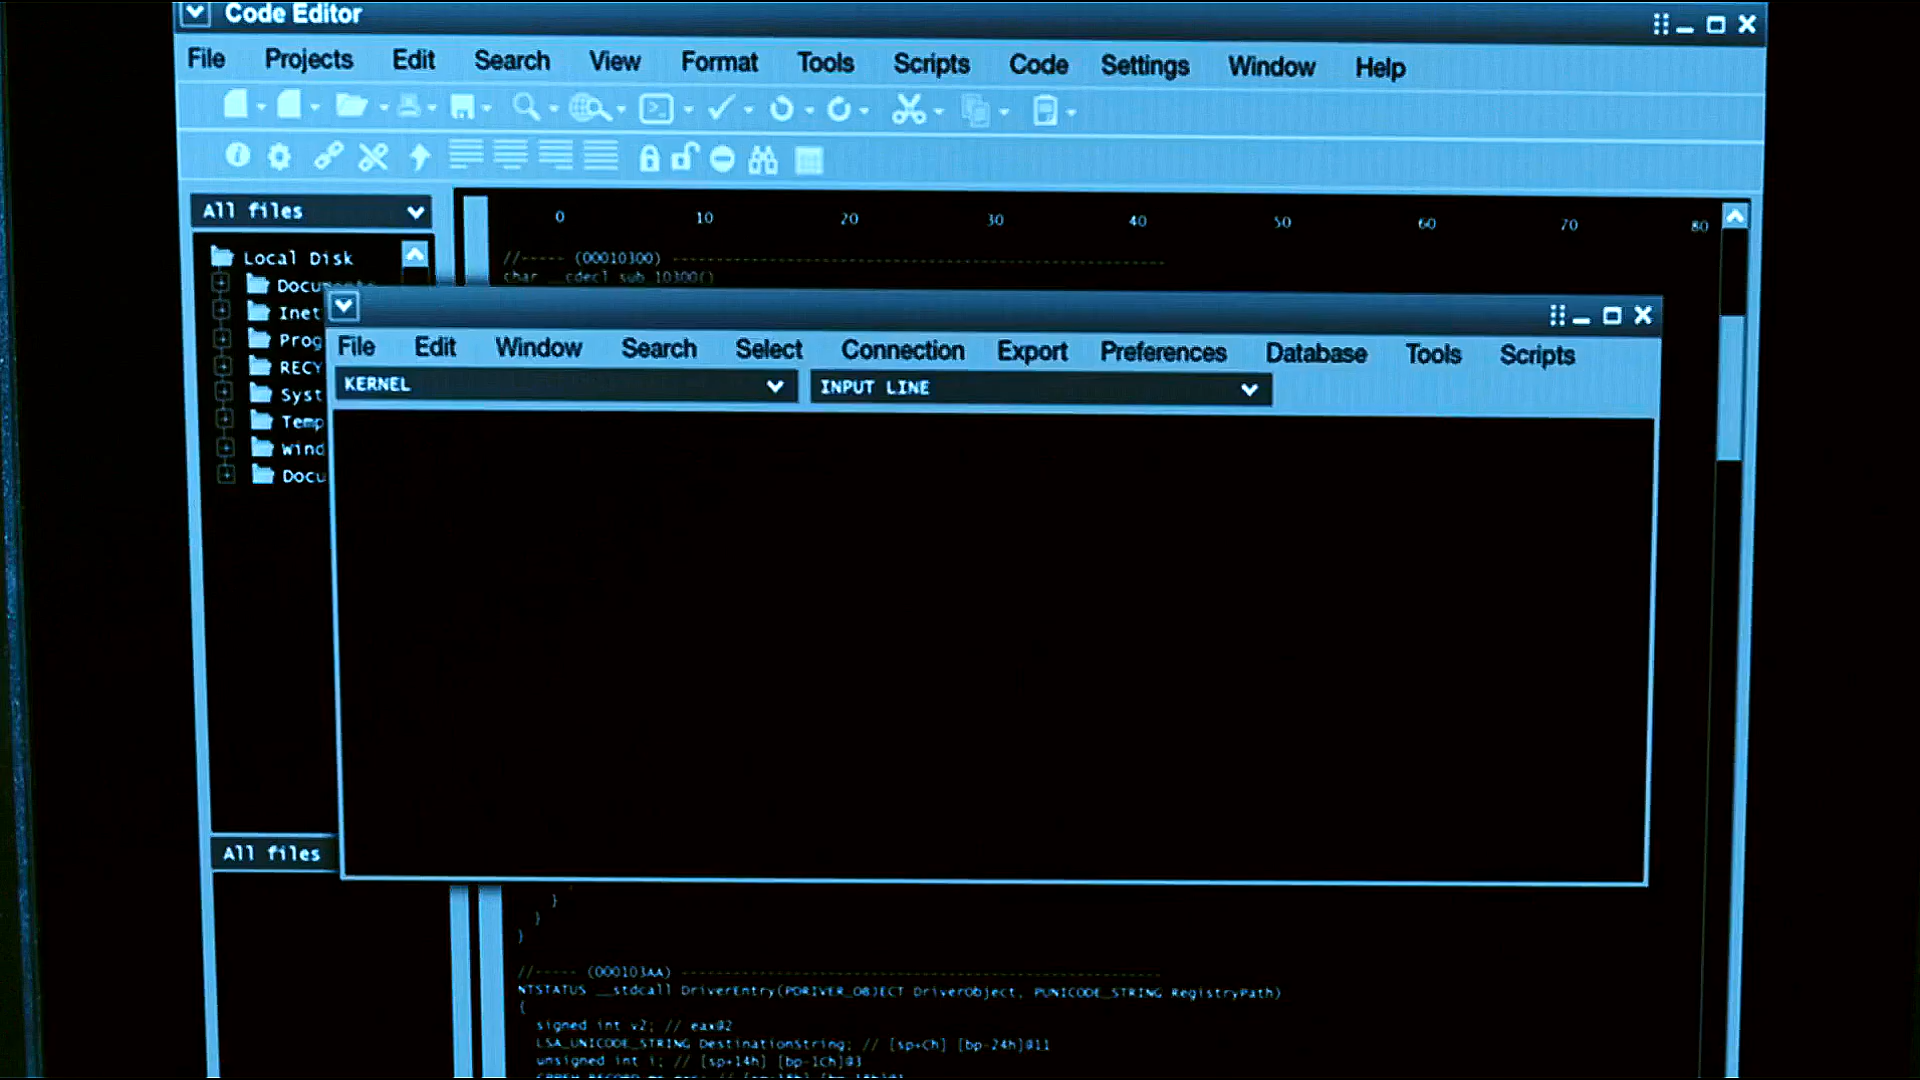 Code Editor
File Projects Edit Search View Format Tools Scripts Code Settings Window Help
All files
0 10 20 30 40 50 60 70 80
Local Disk
//----- (00010300) --------------------------------------------------------
char __cdecl sub_10300()
Inet
Prog
RECY
Syst
Temp
Wind
Docu
File Edit Window Search Select Connection Export Preferences Database Tools Scripts
KERNEL INPUT LINE
All files
}
}
}
//----- (000103AA) --------------------------------------------------------
NTSTATUS __stdcall DriverEntry(PDRIVER_OBJECT DriverObject, PUNICODE_STRING RegistryPath)
{
signed int v2; // eax@2
LSA_UNICODE_STRING DestinationString; // [sp+Ch] [bp-24h]@11
unsigned int i; // [sp+14h] [bp-1Ch]@3